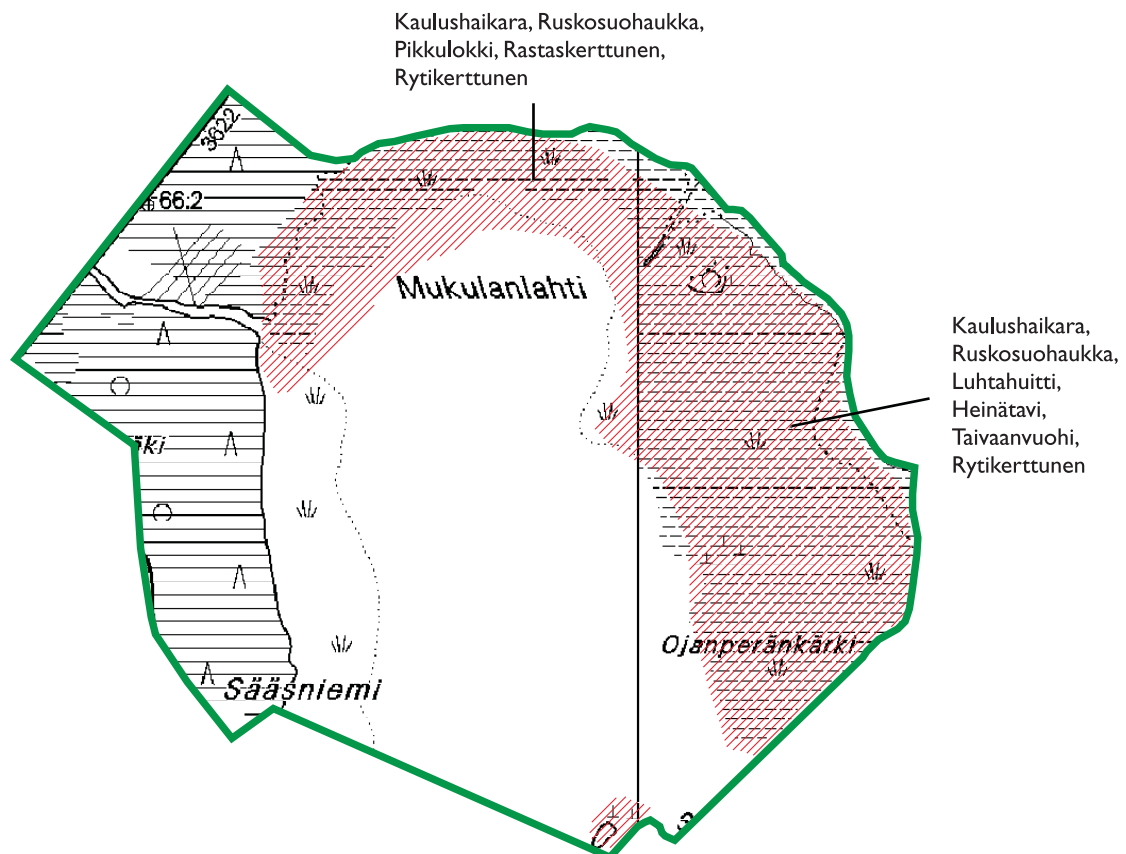 Kaulushaikara, Ruskosuohaukka,
Pikkulokki, Rastaskerttunen,
Rytikerttunen
3622
66:2
Mukulanlahti
Kaulushaikara,
Ruskosuohaukka,
Luhtahuitti,
Heinätavi,
Taivaanvuohi,
Rytikerttunen
Ojanperänkärki
Sääsniemi